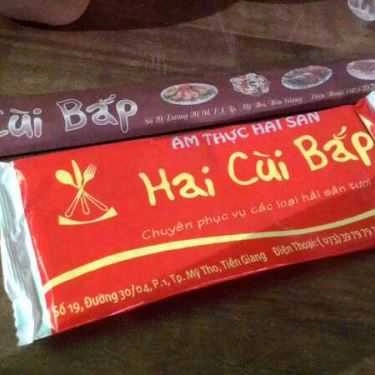 Cùi Bắp
ẨM THỰC HẢI SẢN
Hai Cùi Bắp
Chuyên phục vụ các loại hải sản tươi
Số 19, Đường 30/04, P.1, Tp. Mỹ Tho, Tiền Giang Điện Thoại: